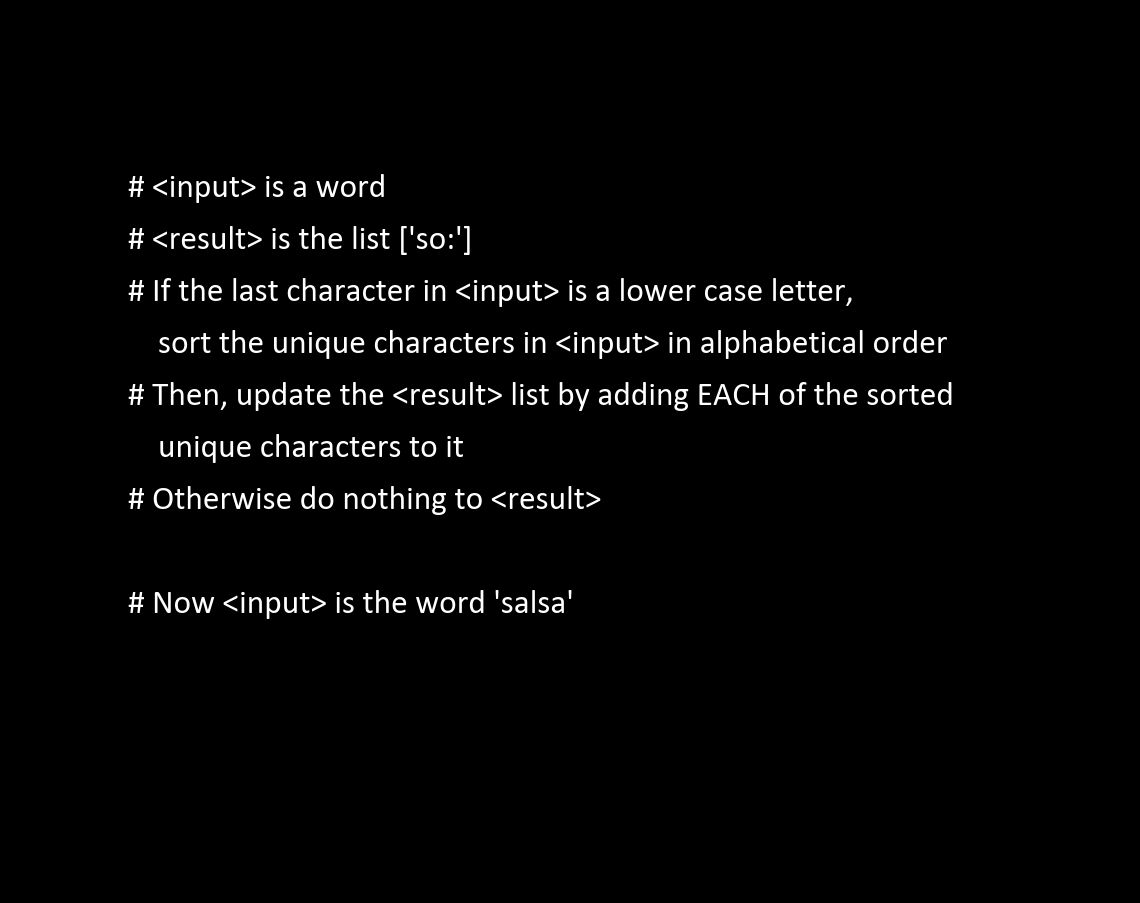 # <input> is a word
# <result> is the list ['so:']
# If the last character in <input> is a lower case letter,
sort the unique characters in <input> in alphabetical order
# Then, update the <result> list by adding EACH of the sorted
unique characters to it
# Otherwise do nothing to <result>
# Now <input> is the word 'salsa'